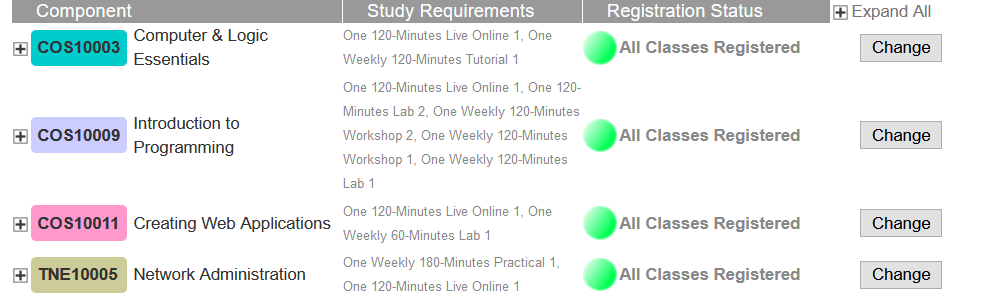 Component Study Requirements Registration Status Expand All
COS10003 Computer & Logic Essentials
One 120-Minutes Live Online 1, One
Weekly 120-Minutes Tutorial 1
All Classes Registered Change
COS10009 Introduction to Programming
One 120-Minutes Live Online 1, One 120-
Minutes Lab 2, One Weekly 120-Minutes
Workshop 2, One Weekly 120-Minutes
Workshop 1, One Weekly 120-Minutes
Lab 1
All Classes Registered Change
COS10011 Creating Web Applications
One 120-Minutes Live Online 1, One
Weekly 60-Minutes Lab 1
All Classes Registered Change
TNE10005 Network Administration
One Weekly 180-Minutes Practical 1,
One 120-Minutes Live Online 1
All Classes Registered Change